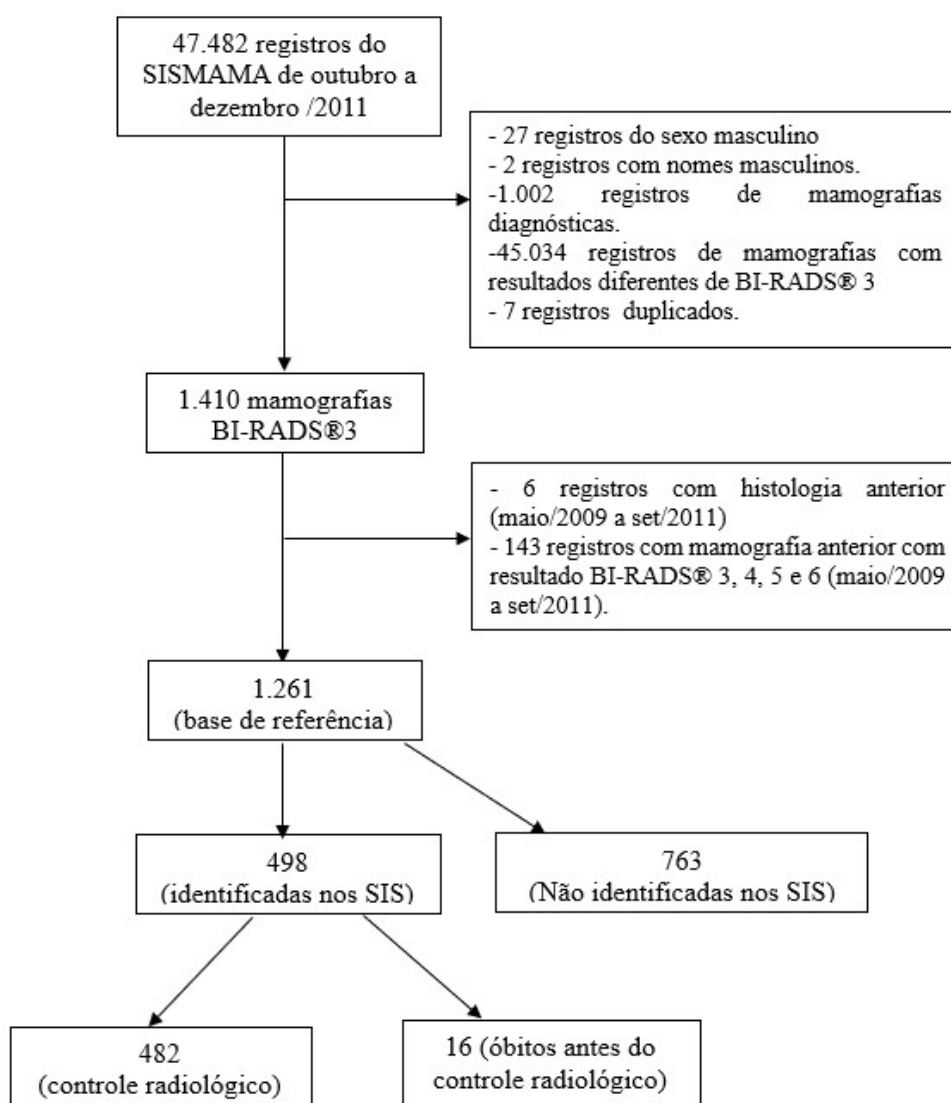 47.482 registros do
SISMAMA de outubro a
dezembro /2011
- 27 registros do sexo masculino
- 2 registros com nomes masculinos.
-1.002 registros de mamografias
diagnósticas.
-45.034 registros de mamografias com
resultados diferentes de BI-RADS® 3
- 7 registros duplicados.
1.410 mamografias
BI-RADS®3
- 6 registros com histologia anterior
(maio/2009 a set/2011)
- 143 registros com mamografia anterior com
resultado BI-RADS® 3, 4, 5 e 6 (maio/2009
a set/2011).
1.261
(base de referência)
498
(identificadas nos SIS)
763
(Não identificadas nos SIS)
482
(controle radiológico)
16 (óbitos antes do
controle radiológico)